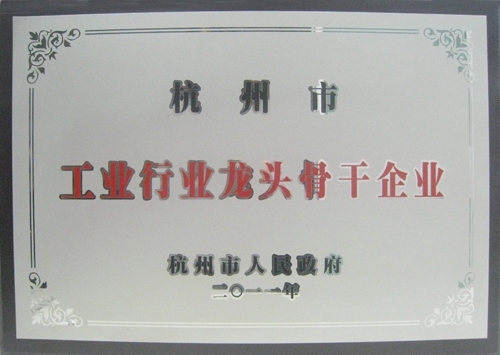 杭州市
工业行业龙头骨干企业
杭州市人民政府
二〇一一年